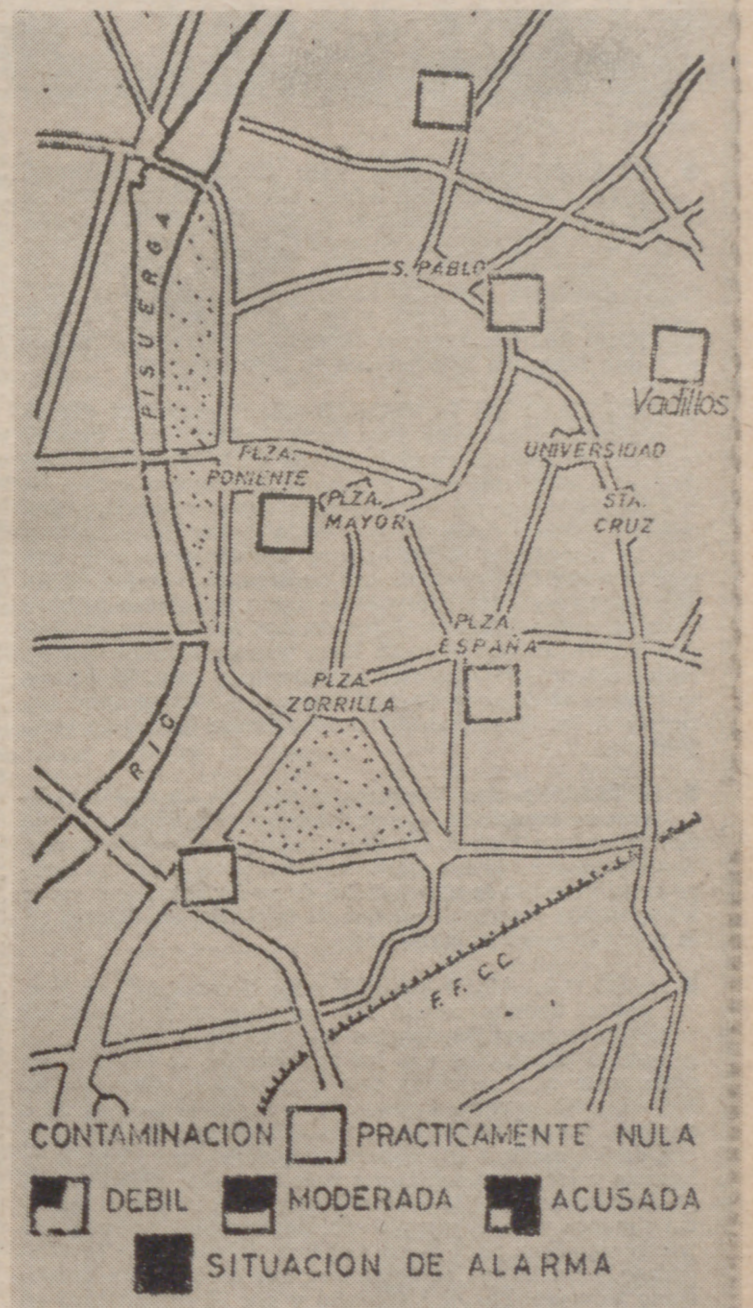 S. PABLO
PISUERGA
Vadillos
UNIVERSIDAD
PLZA.
PONIENTE
PLZA.
MAYOR
STA.
CRUZ
PLZA.
ESPAÑA
PLZA.
ZORRILLA
RIO
F. F. C C
CONTAMINACION PRACTICAMENTE NULA
DEBIL MODERADA ACUSADA
SITUACION DE ALARMA